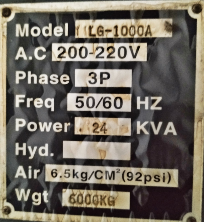 Model LG-1000A
A.C 200-220V
Phase 3P
Freq 50/60 HZ
Power 24 KVA
Hyd.
Air 6.5kg/CM²(92psi)
Wgt 6000KG